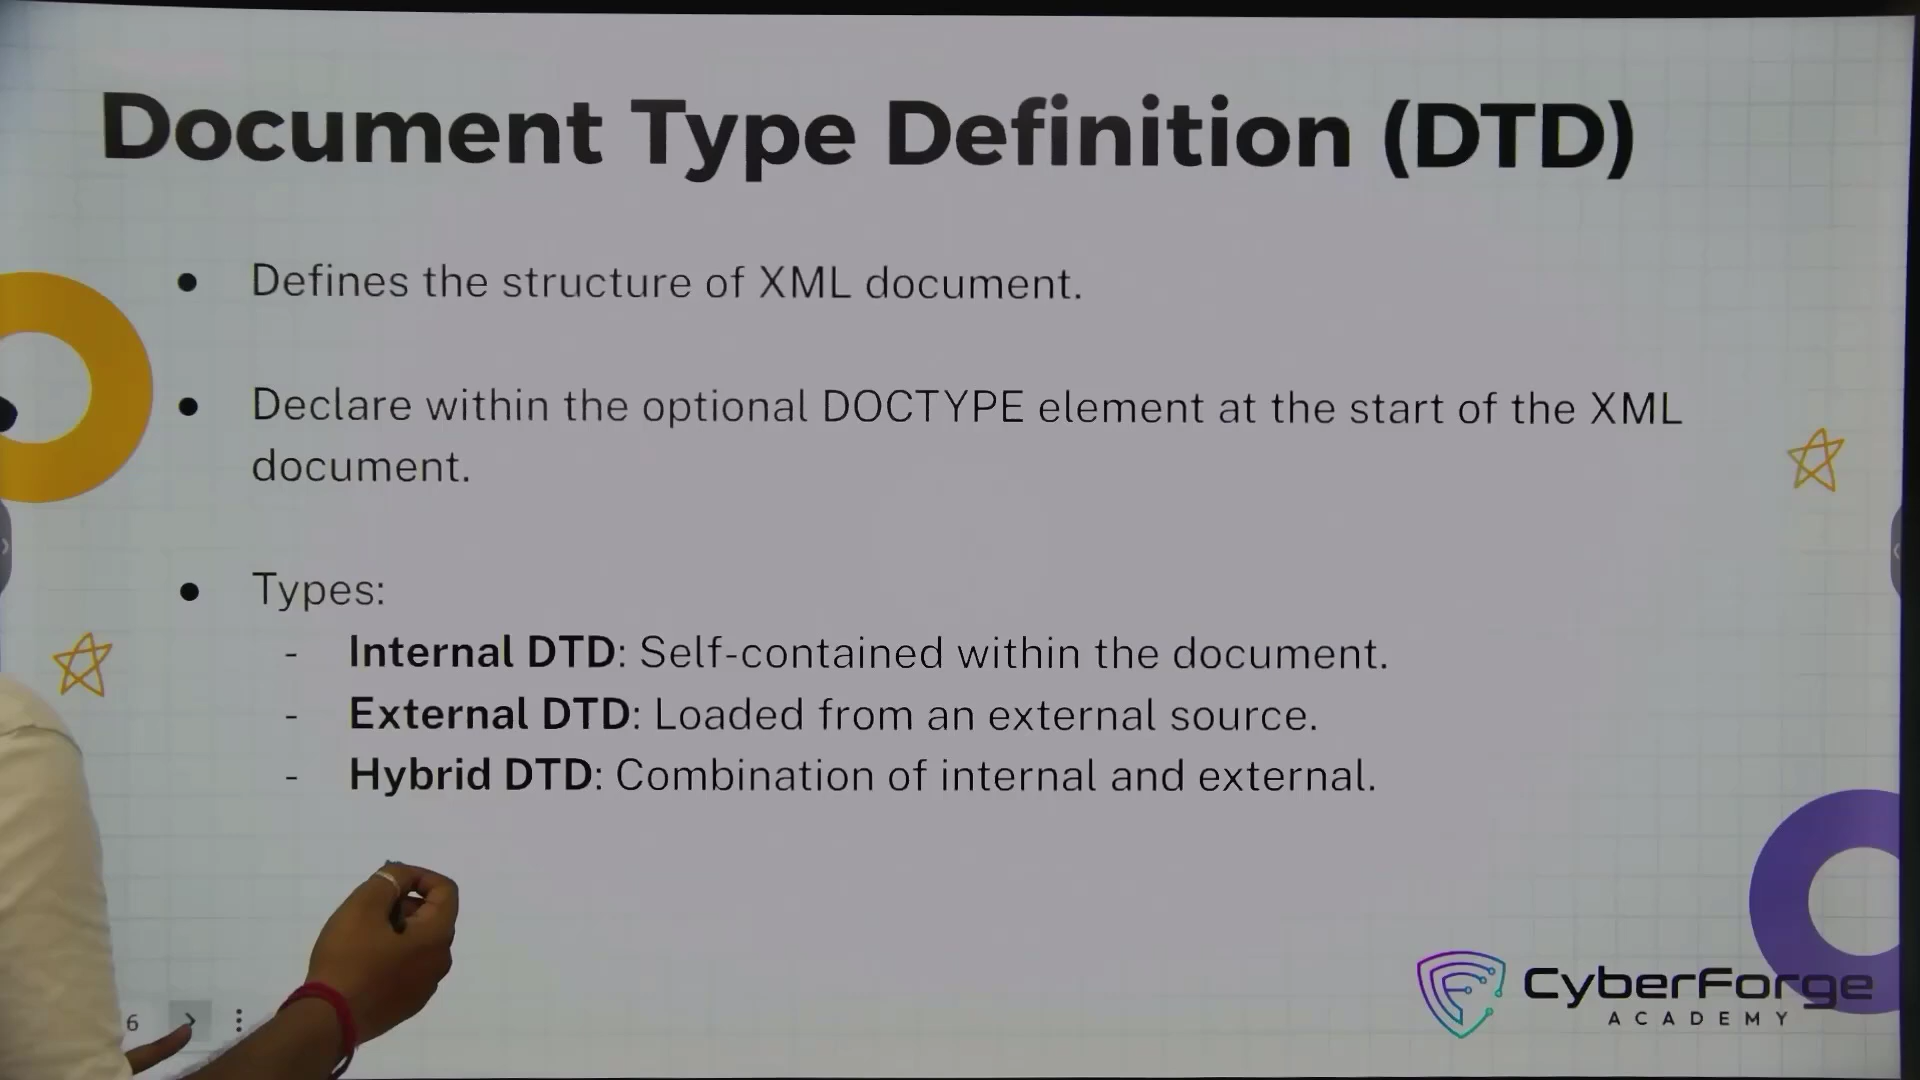 Document Type Definition (DTD)
● Defines the structure of XML document.
● Declare within the optional DOCTYPE element at the start of the XML
document.
● Types:
- Internal DTD: Self-contained within the document.
- External DTD: Loaded from an external source.
- Hybrid DTD: Combination of internal and external.
6
CyberForge
ACADEMY